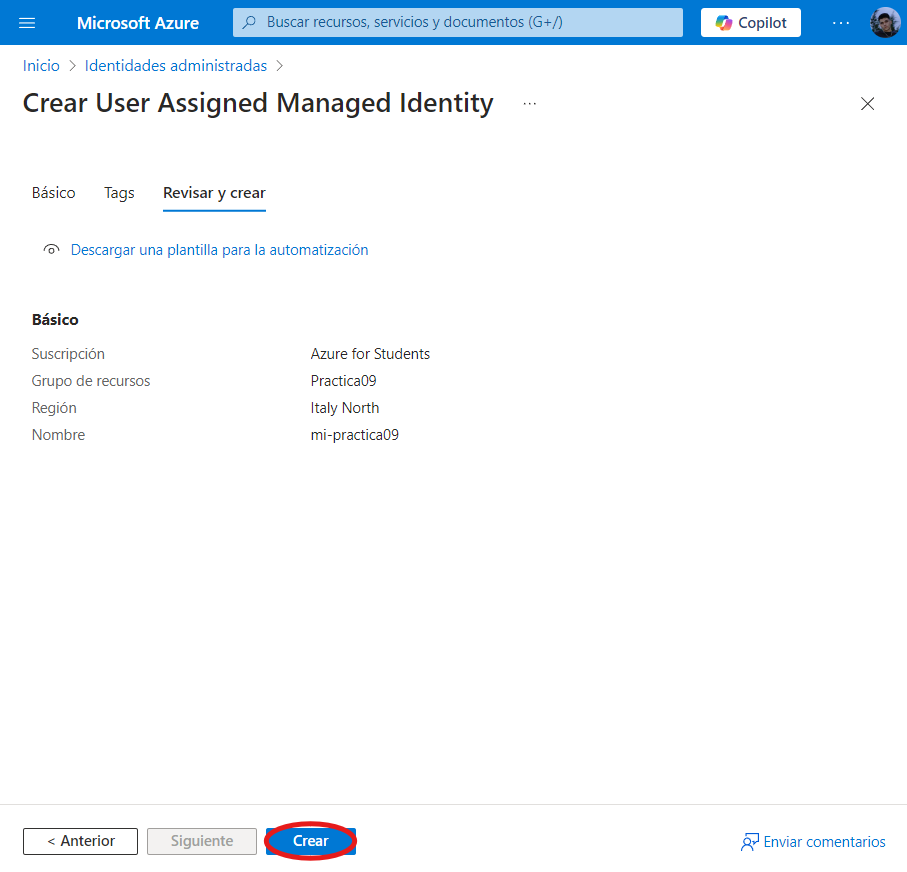 Microsoft Azure
Buscar recursos, servicios y documentos (G+/)
Copilot
Inicio > Identidades administradas >
Crear User Assigned Managed Identity
Básico Tags Revisar y crear
Descargar una plantilla para la automatización
Básico
Suscripción Azure for Students
Grupo de recursos Practica09
Región Italy North
Nombre mi-practica09
< Anterior Siguiente Crear Enviar comentarios